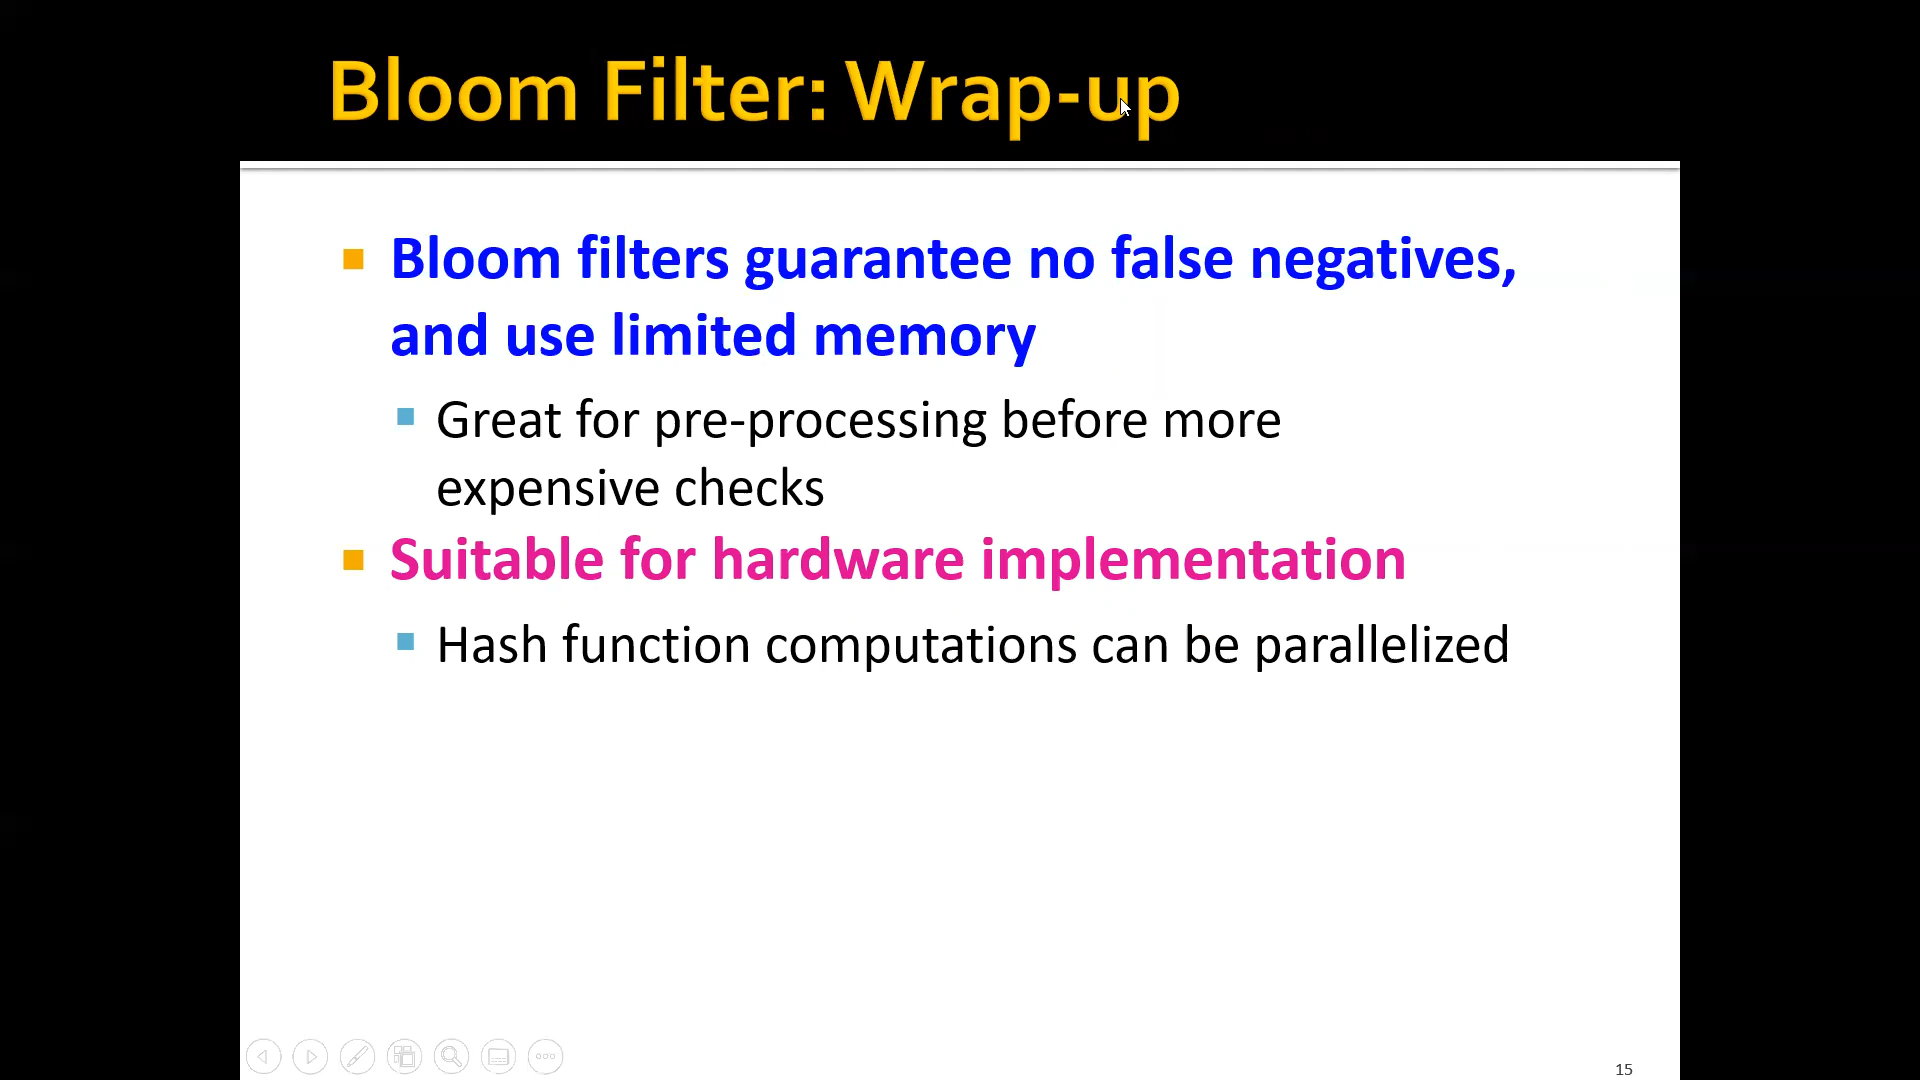 Bloom Filter: Wrap-up
Bloom filters guarantee no false negatives,
and use limited memory
Great for pre-processing before more
expensive checks
Suitable for hardware implementation
Hash function computations can be parallelized
15